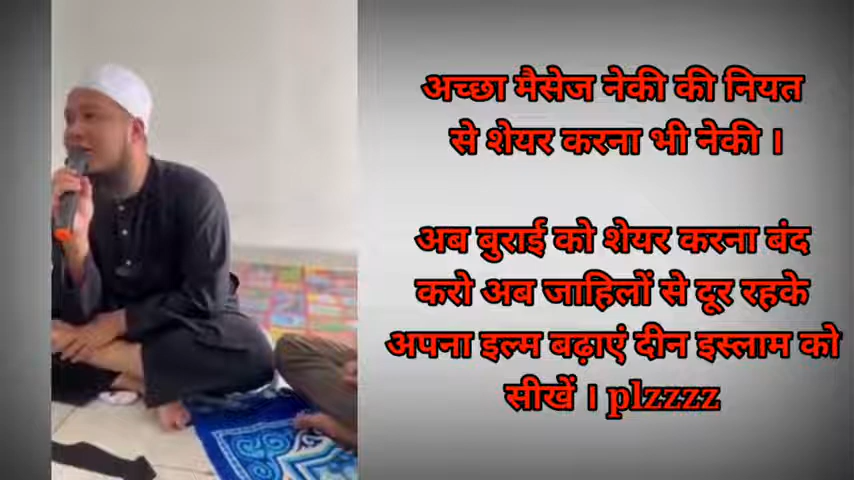 अच्छा मैसेज नेकी की नियत
से शेयर करना भी नेकी ।
अब बुराई को शेयर करना बंद
करो अब जाहिलों से दूर रहके
अपना इल्म बढ़ाएं दीन इस्लाम को
सीखें । plzzzz